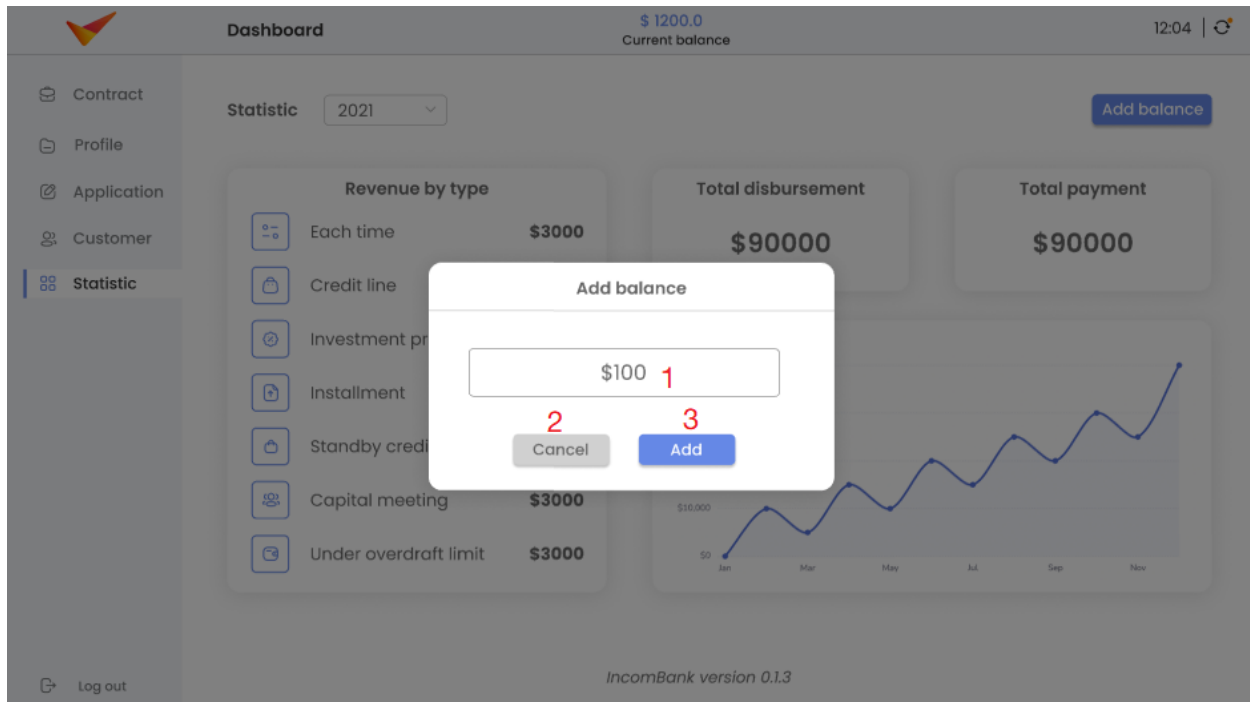 Dashboard
$ 1200.0
Current balance
12:04
Contract
Profile
Application
Customer
Statistic
Log out
Statistic
2021
Add balance
Revenue by type
Each time $3000
Credit line
Investment pr
Installment
Standby credi
Capital meeting $3000
Under overdraft limit $3000
Total disbursement
$90000
Total payment
$90000
Add balance
$100 1
2 3
Cancel Add
$10,000
$0
Jan Mar May Jul Sep Nov
IncomBank version 0.1.3